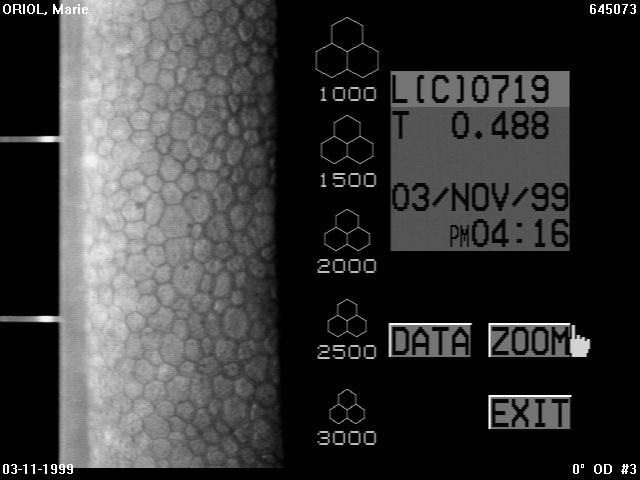 ORIOL, Marie
645073
1000
1500
2000
2500
3000
L[C]0719
T 0.488
03/NOV/99
PM04:16
DATA ZOOM
EXIT
03-11-1999
0° OD #3